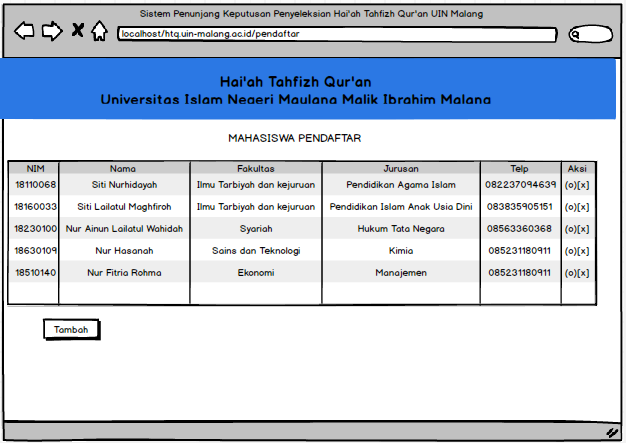 Sistem Penunjang Keputusan Penyeleksian Hai'ah Tahfizh Qur'an UIN Malang
localhost/htq.uin-malang.ac.id/pendaftar
Hai'ah Tahfizh Qur'an
Universitas Islam Negeri Maulana Malik Ibrahim Malang
MAHASISWA PENDAFTAR
NIM Nama Fakultas Jurusan Telp Aksi
18110068 Siti Nurhidayah Ilmu Tarbiyah dan kejuruan Pendidikan Agama Islam 082237094639 (o)[x]
18160033 Siti Lailatul Maghfiroh Ilmu Tarbiyah dan kejuruan Pendidikan Islam Anak Usia Dini 083835905151 (o)[x]
18230100 Nur Ainun Lailatul Wahidah Syariah Hukum Tata Negara 08563360368 (o)[x]
18630109 Nur Hasanah Sains dan Teknologi Kimia 085231180911 (o)[x]
18510140 Nur Fitria Rohma Ekonomi Manajemen 085231180911 (o)[x]
Tambah